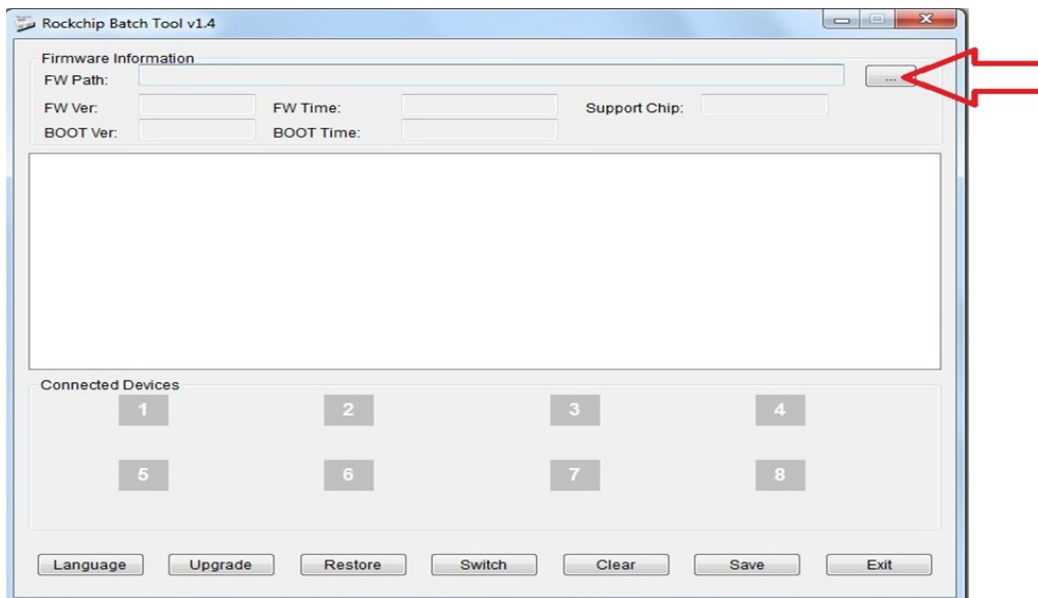 Rockchip Batch Tool v1.4
Firmware Information
FW Path:
...
FW Ver:
FW Time:
Support Chip:
BOOT Ver:
BOOT Time:
Connected Devices
1 2 3 4
5 6 7 8
Language Upgrade Restore Switch Clear Save Exit